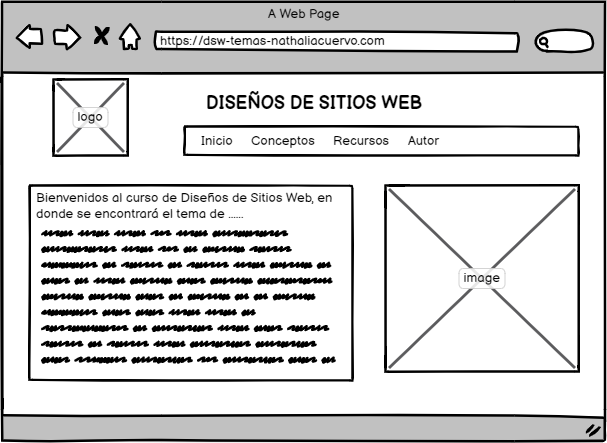 A Web Page
https://dsw-temas-nathaliacuervo.com
logo
DISEÑOS DE SITIOS WEB
Inicio Conceptos Recursos Autor
Bienvenidos al curso de Diseños de Sitios Web, en
donde se encontrará el tema de ......
image